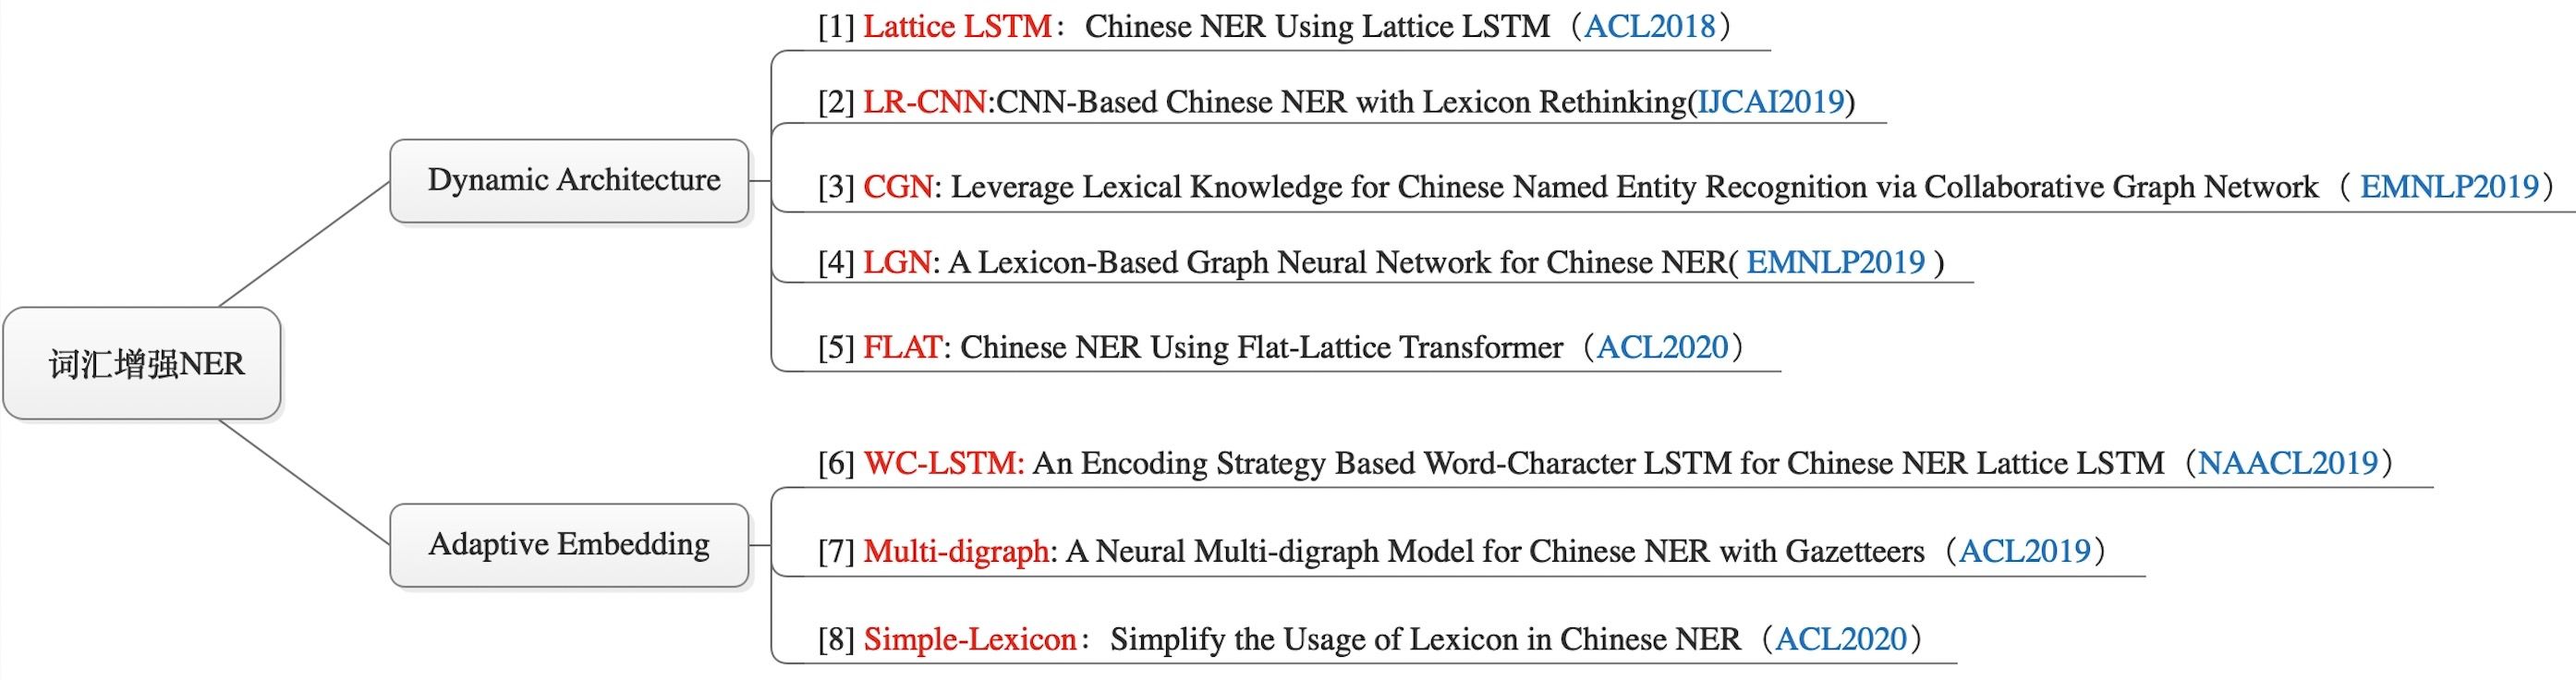 词汇增强NER
Dynamic Architecture
[1] Lattice LSTM：Chinese NER Using Lattice LSTM（ACL2018）
[2] LR-CNN:CNN-Based Chinese NER with Lexicon Rethinking(IJCAI2019)
[3] CGN: Leverage Lexical Knowledge for Chinese Named Entity Recognition via Collaborative Graph Network（ EMNLP2019）
[4] LGN: A Lexicon-Based Graph Neural Network for Chinese NER( EMNLP2019 )
[5] FLAT: Chinese NER Using Flat-Lattice Transformer（ACL2020）
Adaptive Embedding
[6] WC-LSTM: An Encoding Strategy Based Word-Character LSTM for Chinese NER Lattice LSTM（NAACL2019）
[7] Multi-digraph: A Neural Multi-digraph Model for Chinese NER with Gazetteers（ACL2019）
[8] Simple-Lexicon：Simplify the Usage of Lexicon in Chinese NER（ACL2020）